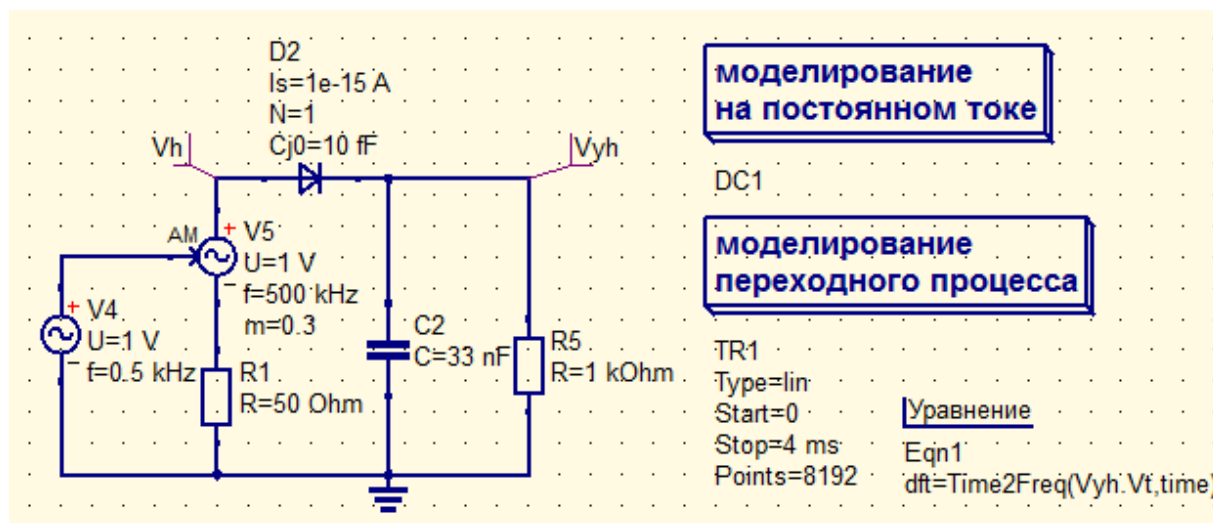 D2
Is=1e-15 A
N=1
Cj0=10 fF
Vh
Vyh
AM
+
V5
U=1 V
f=500 kHz
m=0.3
−
+
V4
U=1 V
f=0.5 kHz
−
R1
R=50 Ohm
C2
C=33 nF
R5
R=1 kOhm
моделирование
на постоянном токе
DC1
моделирование
переходного процесса
TR1
Type=lin
Start=0
Stop=4 ms
Points=8192
Уравнение
Eqn1
dft=Time2Freq(Vyh.Vt,time)